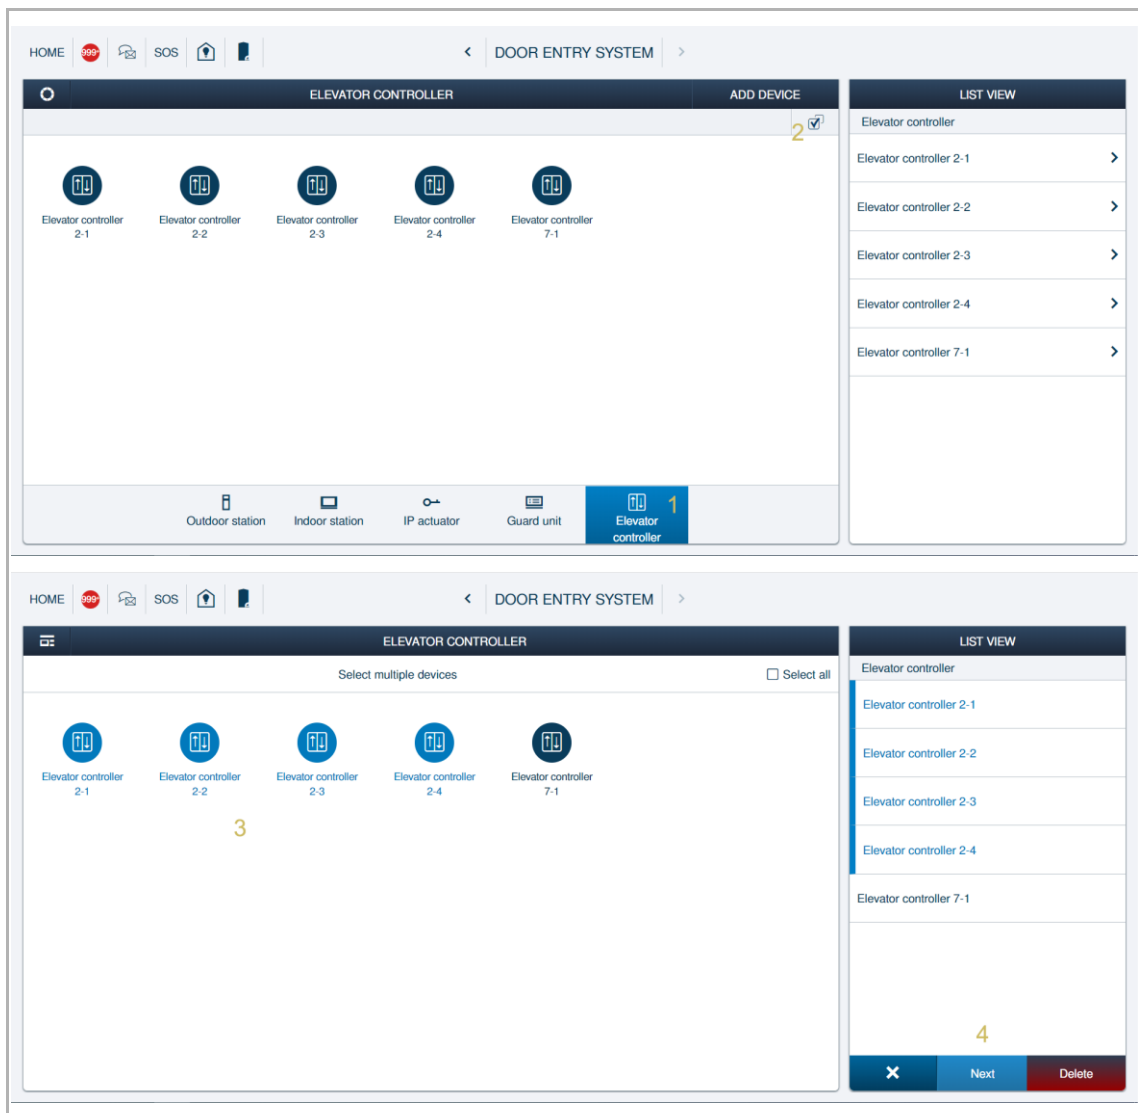 HOME 999+ SOS DOOR ENTRY SYSTEM
ELEVATOR CONTROLLER ADD DEVICE LIST VIEW
2 Elevator controller
Elevator controller 2-1
Elevator controller 2-2
Elevator controller 2-3
Elevator controller 2-4
Elevator controller 7-1
Elevator controller Elevator controller Elevator controller Elevator controller Elevator controller
2-1 2-2 2-3 2-4 7-1
1
Outdoor station Indoor station IP actuator Guard unit Elevator
controller
HOME 999+ SOS DOOR ENTRY SYSTEM
ELEVATOR CONTROLLER LIST VIEW
Select multiple devices Select all Elevator controller
Elevator controller 2-1
Elevator controller 2-2
Elevator controller 2-3
Elevator controller 2-4
Elevator controller 7-1
Elevator controller Elevator controller Elevator controller Elevator controller Elevator controller
2-1 2-2 2-3 2-4 7-1
3
4
Next Delete